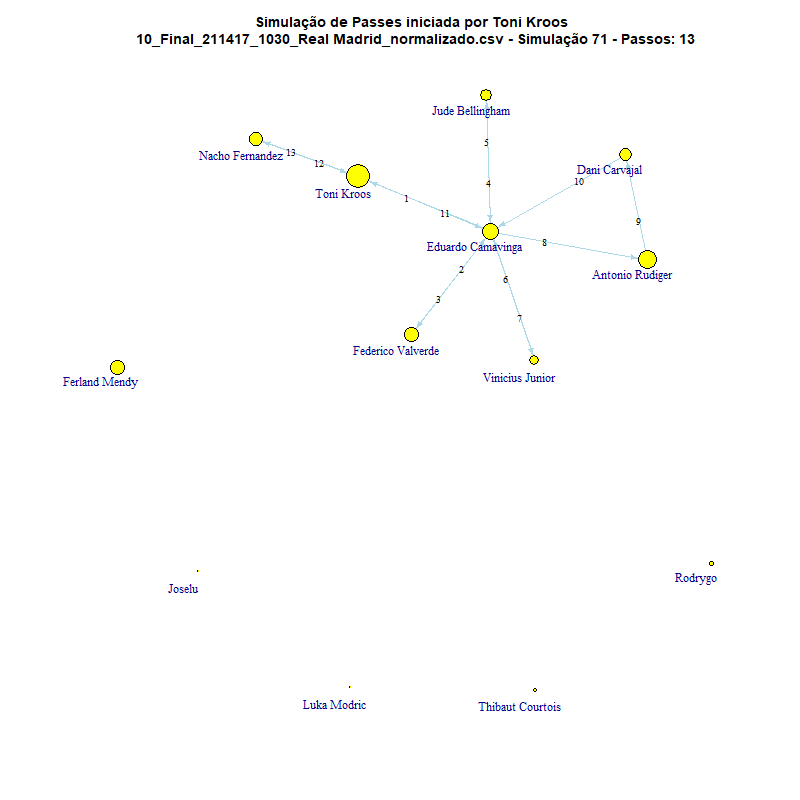 Simulação de Passes iniciada por Toni Kroos
10_Final_211417_1030_Real Madrid_normalizado.csv - Simulação 71 - Passos: 13
Jude Bellingham
5
Nacho Fernandez
13
12
Dani Carvajal
10
4
Toni Kroos
1
11
9
Eduardo Camavinga
8
Antonio Rudiger
2
6
3
7
Federico Valverde
Vinicius Junior
Ferland Mendy
Joselu
Rodrygo
Luka Modric
Thibaut Courtois